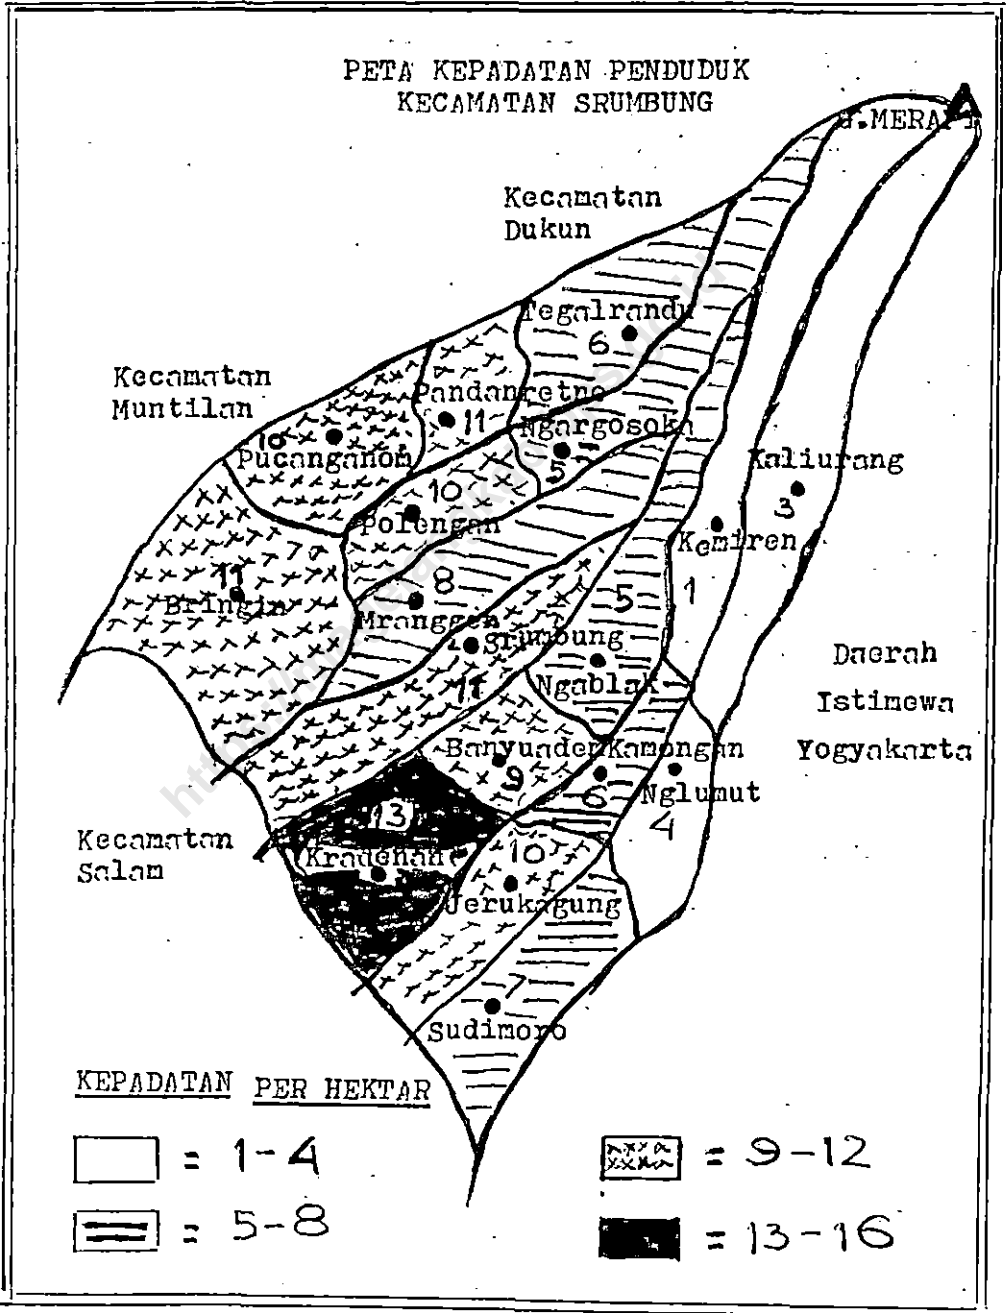 PETA KEPADATAN PENDUDUK
KECAMATAN SRUMBUNG
G.MERAPI
Kecamatan
Dukun
Tegalrandu
6
Kecamatan
Muntilan
Pandanretno
11
10
Pucanganom
Ngargosoka
5
Kaliurang
3
10
Polengan
Kemiren
1
11
Bringin
8
Mranggen
5
Srumbung
11
Ngablak
Daerah
Istimewa
Yogyakarta
Banyuaden
9
Kamongan
6
Nglumut
4
13
Kradenan
Kecamatan
Salam
10
Jerukagung
7
Sudimoro
KEPADATAN PER HEKTAR
= 1-4
= 9-12
= 5-8
= 13-16